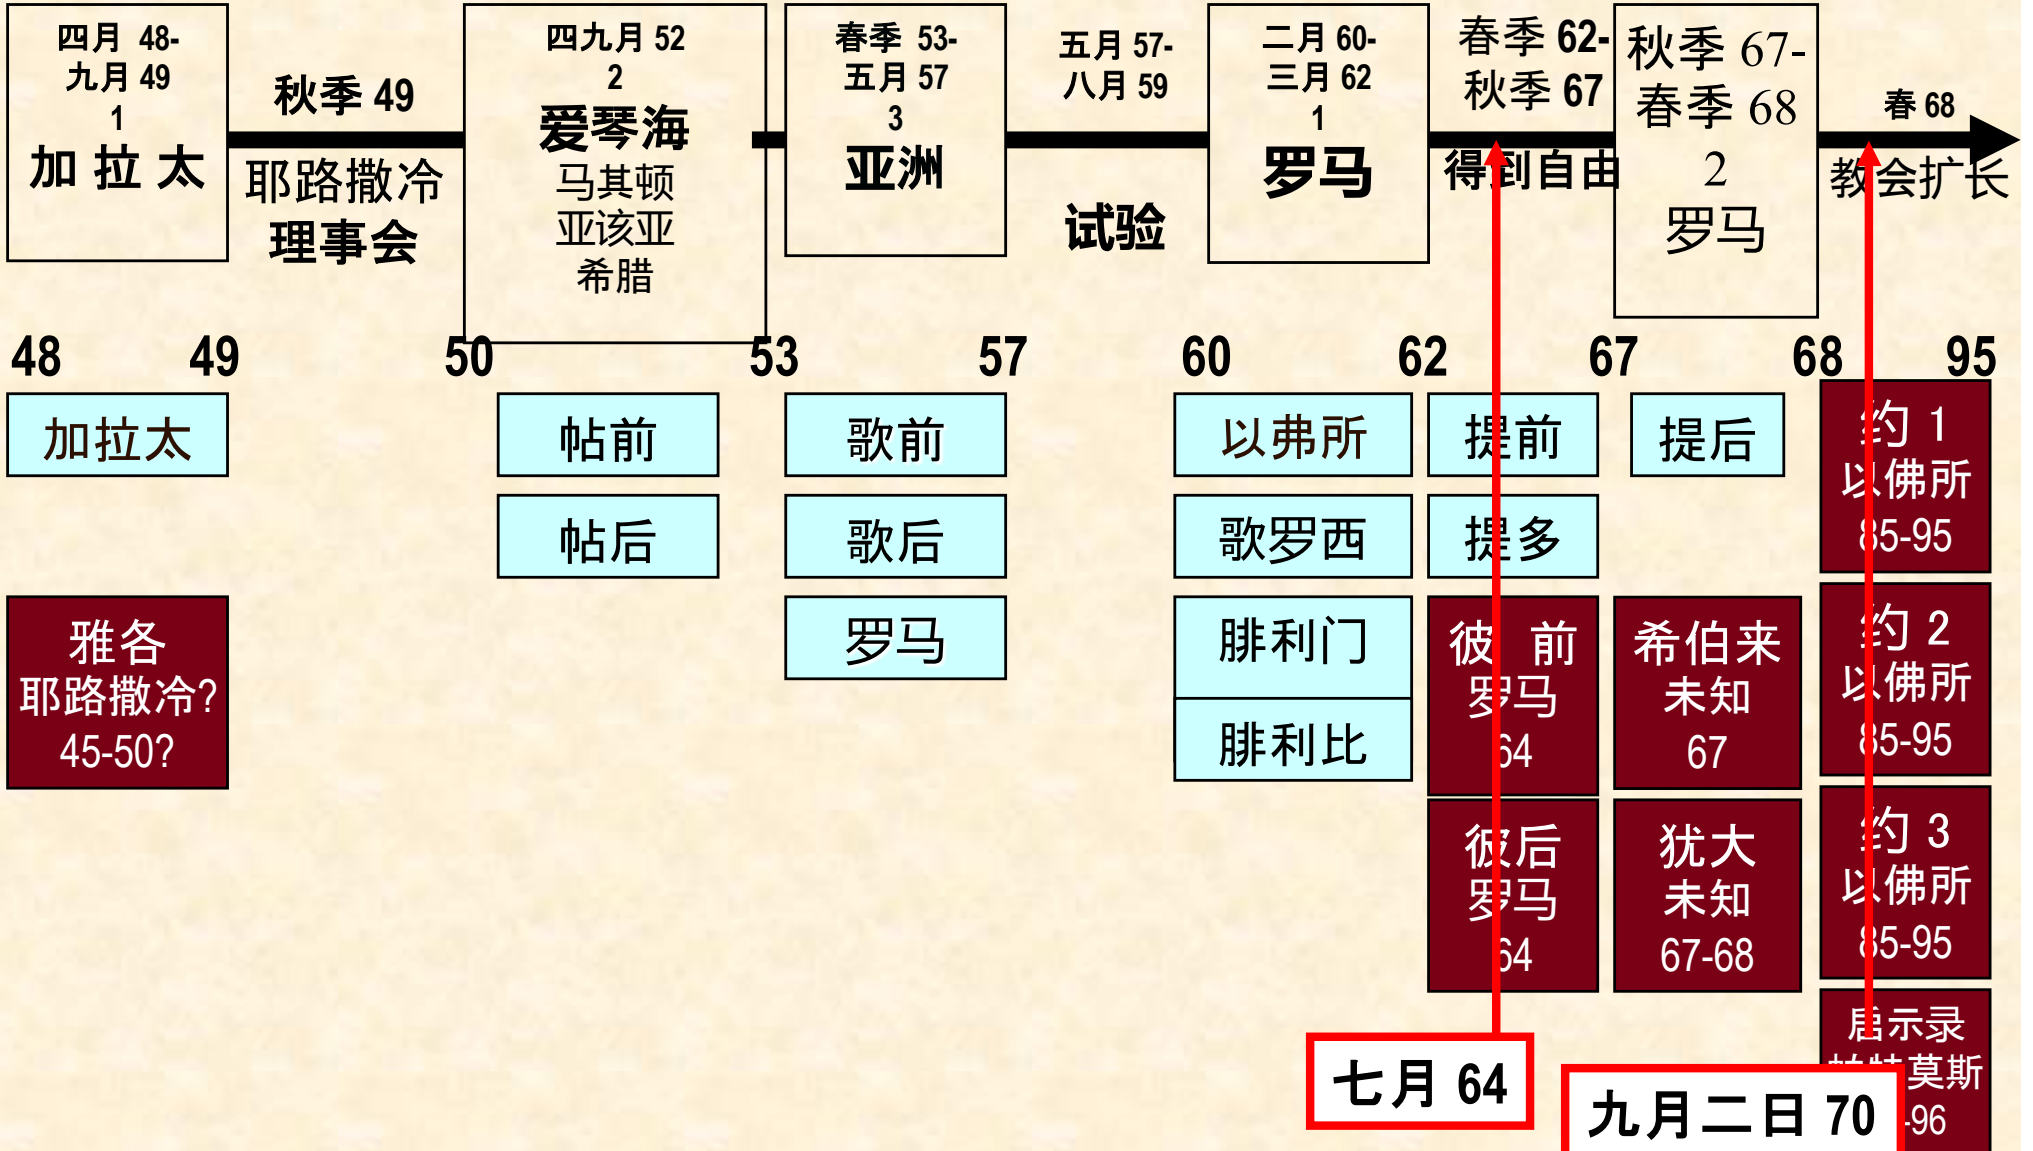 四月 48-
九月 49
1
加 拉 太
秋季 49
耶路撒冷
理事会
四九月 52
2
爱琴海
马其顿
亚该亚
希腊
春季 53-
五月 57
3
亚洲
五月 57-
八月 59
试验
二月 60-
三月 62
1
罗马
春季 62-
秋季 67
得到自由
秋季 67-
春季 68
2
罗马
春 68
教会扩长
48 49 50 53 57 60 62 67 68 95
加拉太
雅各
耶路撒冷?
45-50?
帖前
帖后
歌前
歌后
罗马
以弗所
歌罗西
腓利门
腓利比
提前
提多
彼 前
罗马
64
彼后
罗马
64
提后
希伯来
未知
67
犹大
未知
67-68
约 1
以佛所
85-95
约 2
以佛所
85-95
约 3
以佛所
85-95
启示录
莫斯
-96
七月 64
九月二日 70